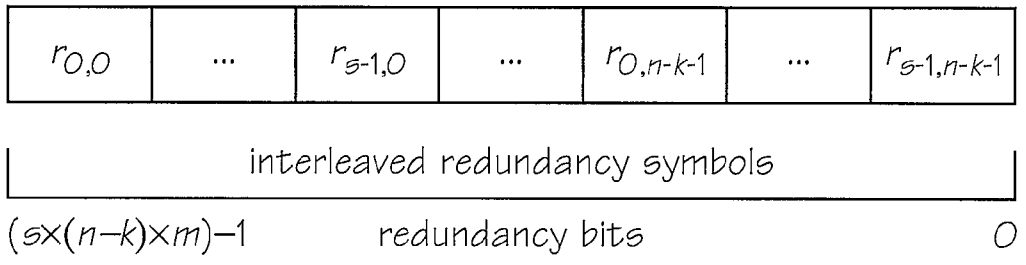 r0,0 ... rs-1,0 ... r0,n-k-1 ... rs-1,n-k-1
interleaved redundancy symbols
(s×(n–k)×m)–1 redundancy bits 0